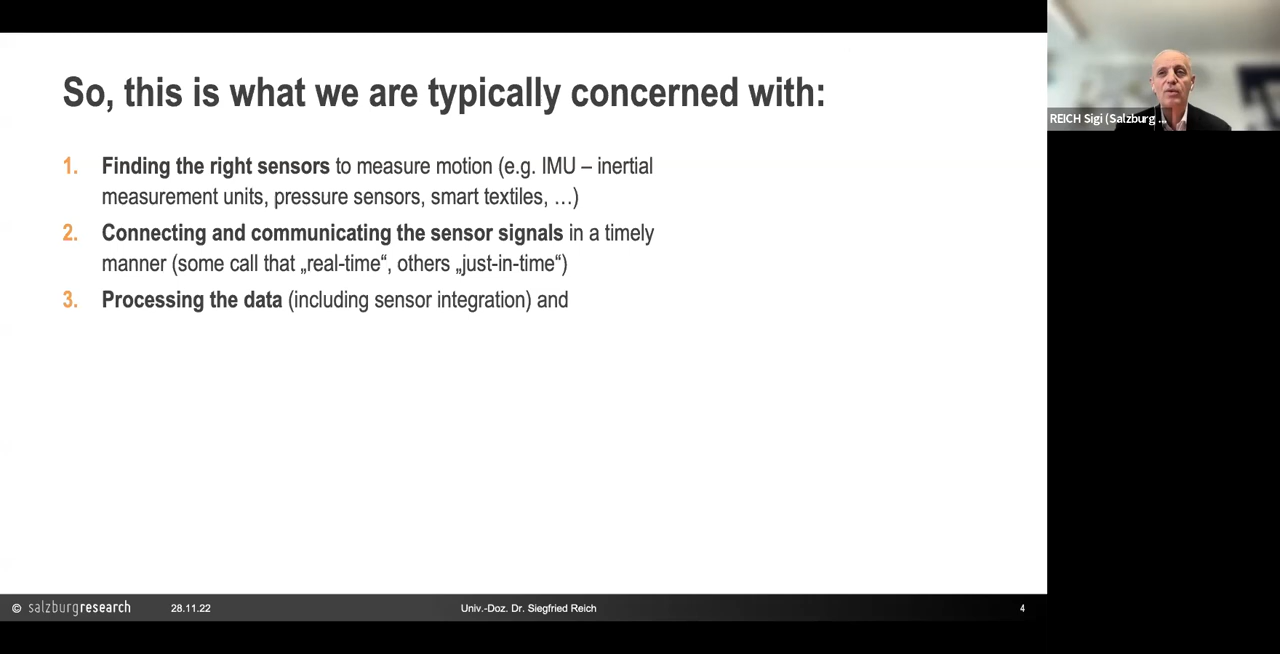 So, this is what we are typically concerned with:
1. Finding the right sensors to measure motion (e.g. IMU – inertial
measurement units, pressure sensors, smart textiles, …)
2. Connecting and communicating the sensor signals in a timely
manner (some call that „real-time“, others „just-in-time“)
3. Processing the data (including sensor integration) and
REICH Sigi (Salzburg ...
© salzburgresearch 28.11.22 Univ.-Doz. Dr. Siegfried Reich 4